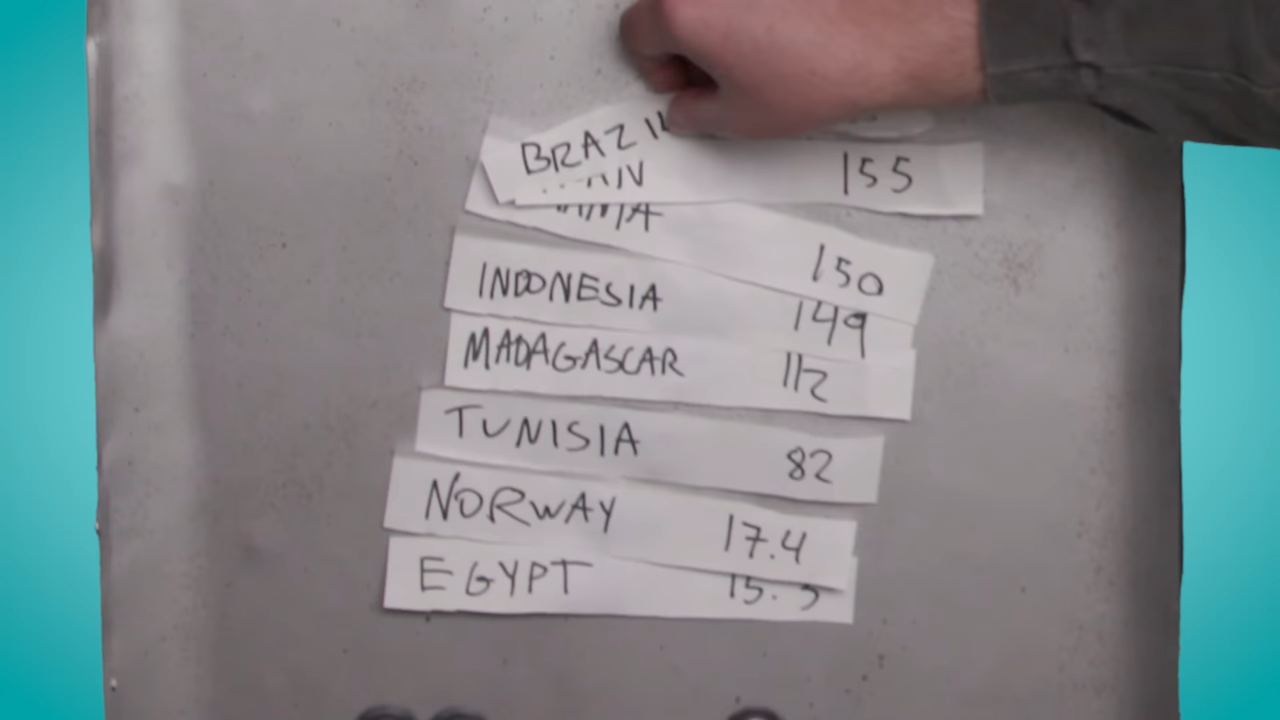 BRAZIL
155
150
INDONESIA 149
MADAGASCAR 112
TUNISIA 82
NORWAY 17.4
EGYPT